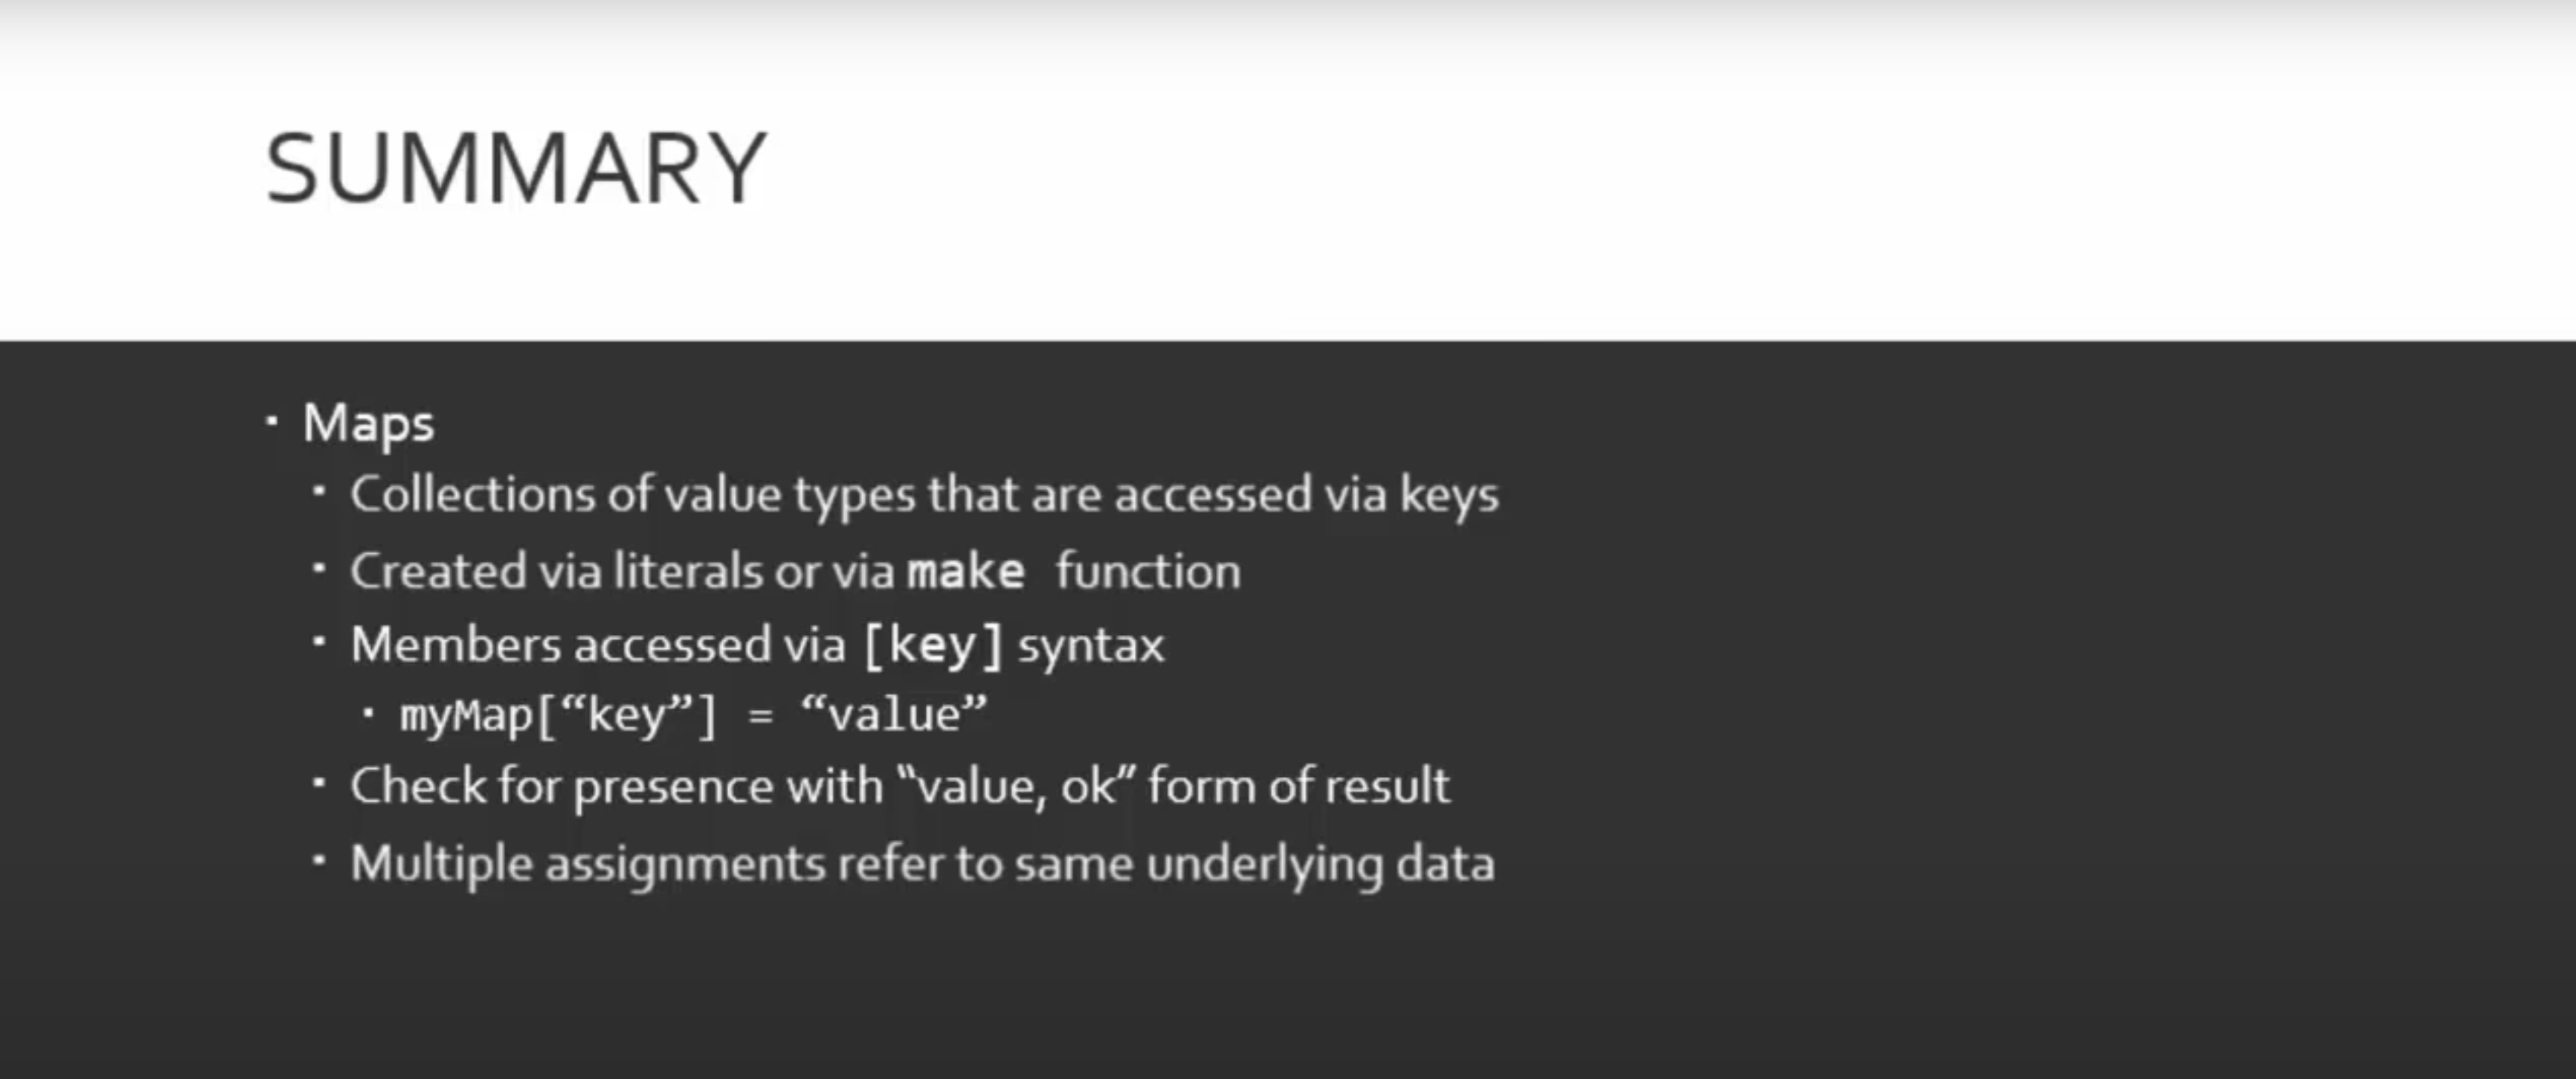 SUMMARY
▪ Maps
▪ Collections of value types that are accessed via keys
▪ Created via literals or via make function
▪ Members accessed via [key] syntax
▪ myMap[“key”] = “value”
▪ Check for presence with “value, ok” form of result
▪ Multiple assignments refer to same underlying data